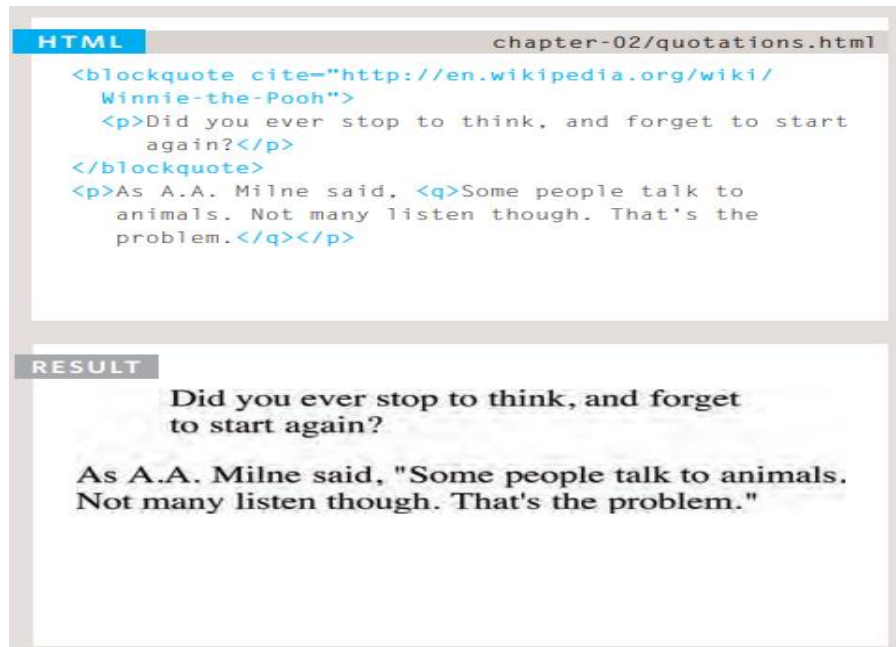 HTML chapter-02/quotations.html
<blockquote cite="http://en.wikipedia.org/wiki/
Winnie-the-Pooh">
<p>Did you ever stop to think, and forget to start
again?</p>
</blockquote>
<p>As A.A. Milne said, <q>Some people talk to
animals. Not many listen though. That's the
problem.</q></p>
RESULT
Did you ever stop to think, and forget
to start again?
As A.A. Milne said, "Some people talk to animals.
Not many listen though. That's the problem."